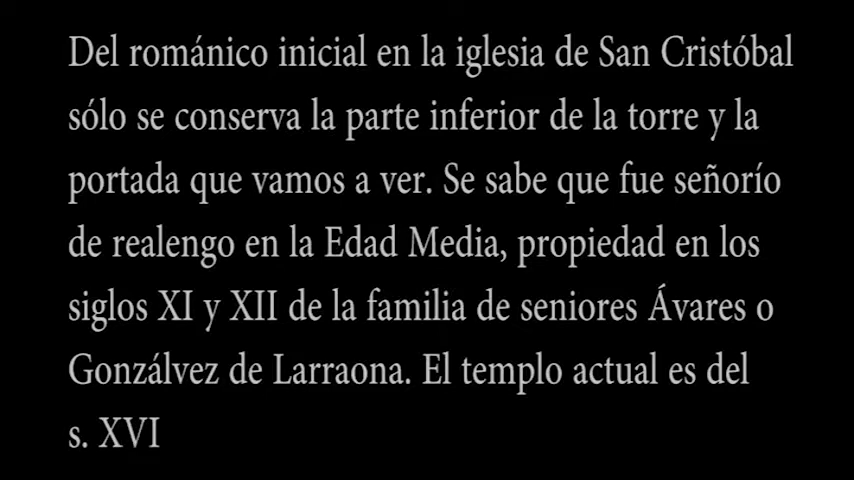 Del románico inicial en la iglesia de San Cristóbal
sólo se conserva la parte inferior de la torre y la
portada que vamos a ver. Se sabe que fue señorío
de realengo en la Edad Media, propiedad en los
siglos XI y XII de la familia de seniores Ávares o
Gonzálvez de Larraona. El templo actual es del
s. XVI